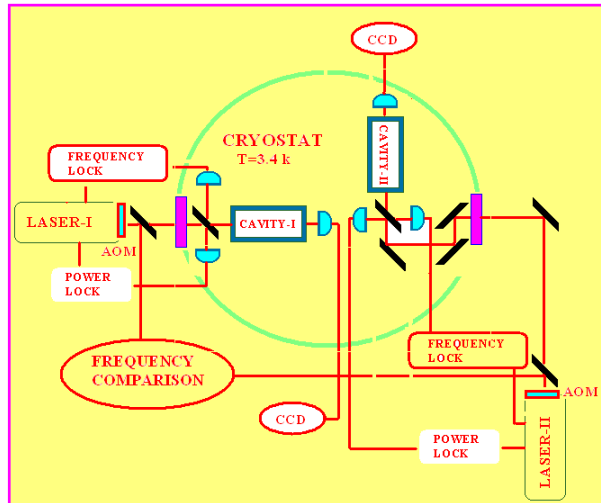 CCD
CAVITY-II
CRYOSTAT
T=3.4 k
FREQUENCY
LOCK
LASER-I
CAVITY-I
AOM
POWER
LOCK
FREQUENCY
COMPARISON
FREQUENCY
LOCK
AOM
CCD
POWER
LOCK
LASER-II